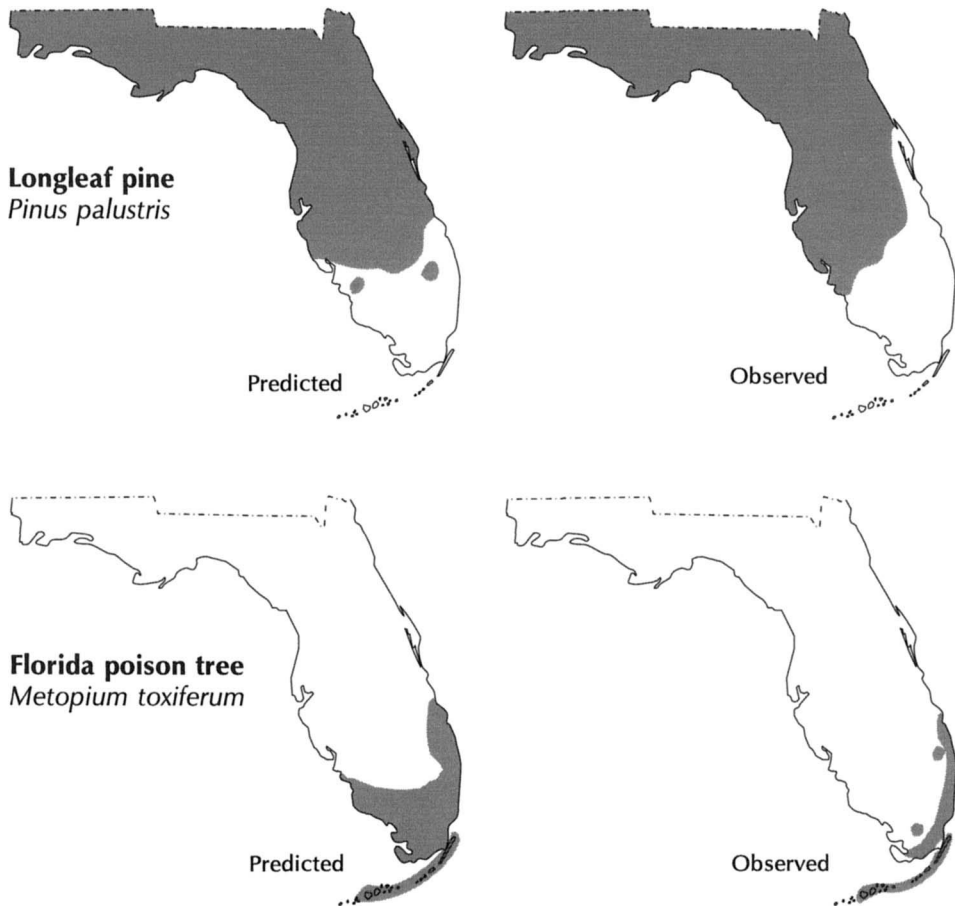 Longleaf pine
Pinus palustris
Predicted
Observed
Florida poison tree
Metopium toxiferum
Predicted
Observed